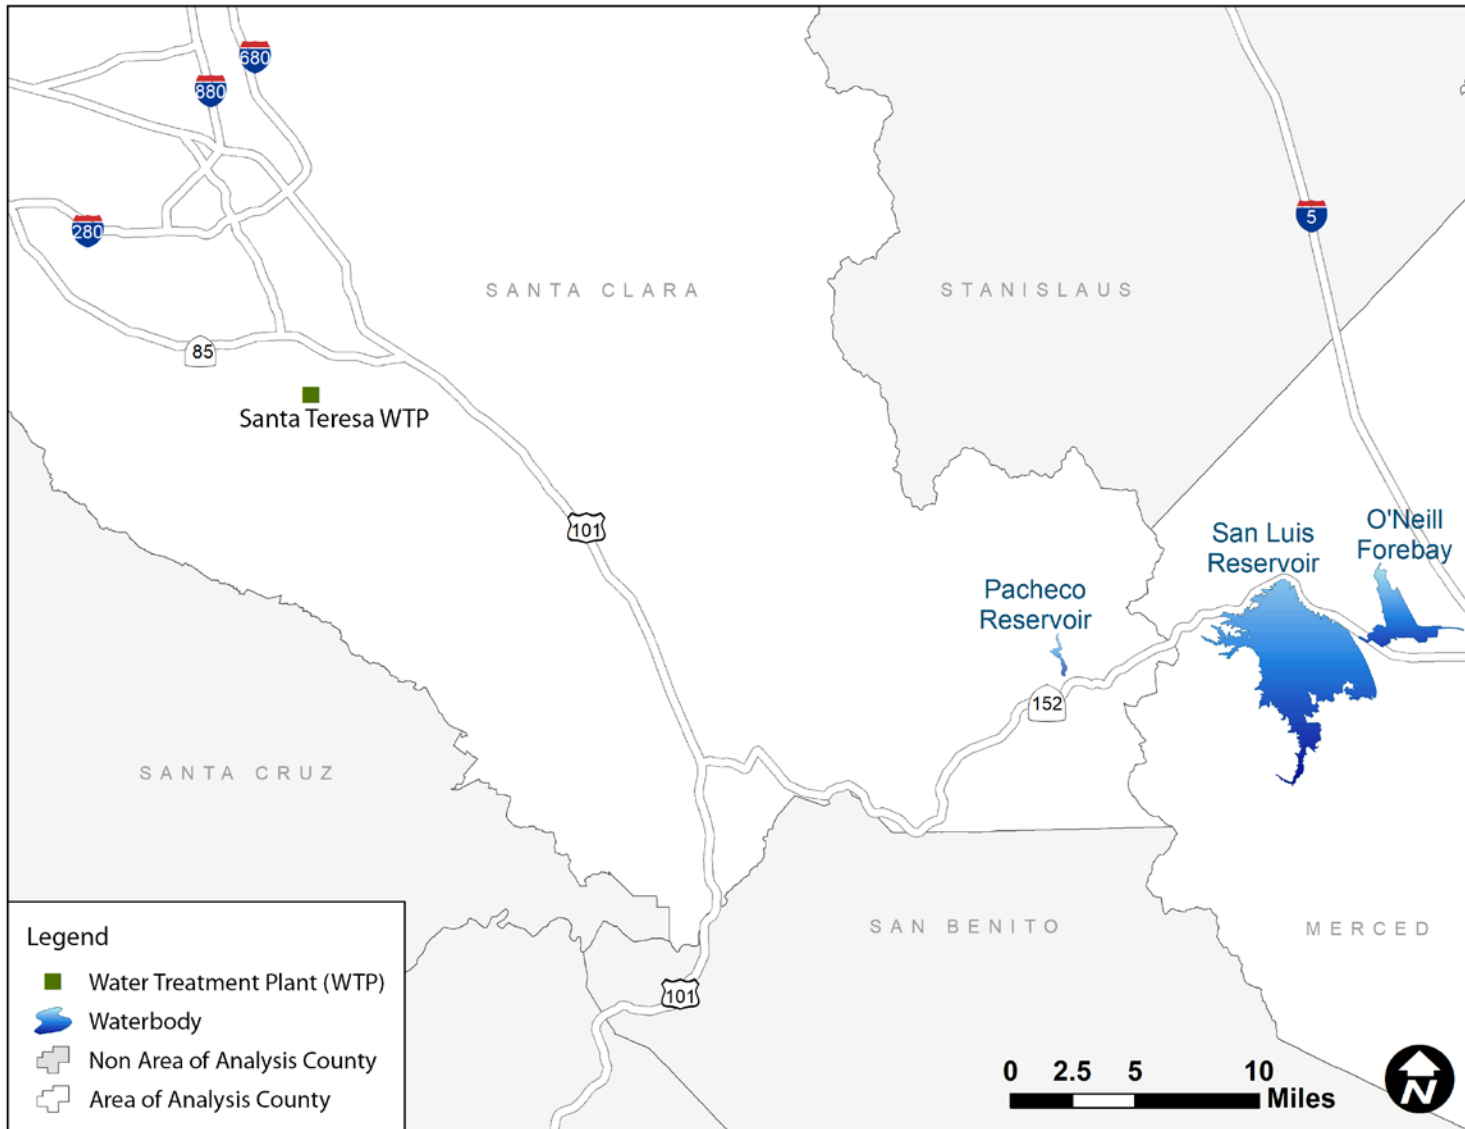 680
880
280
5
SANTA CLARA
STANISLAUS
85
Santa Teresa WTP
101
San Luis
Reservoir
O'Neill
Forebay
Pacheco
Reservoir
152
SANTA CRUZ
SAN BENITO
MERCED
101
Legend
Water Treatment Plant (WTP)
Waterbody
Non Area of Analysis County
Area of Analysis County
0 2.5 5 10
Miles
N